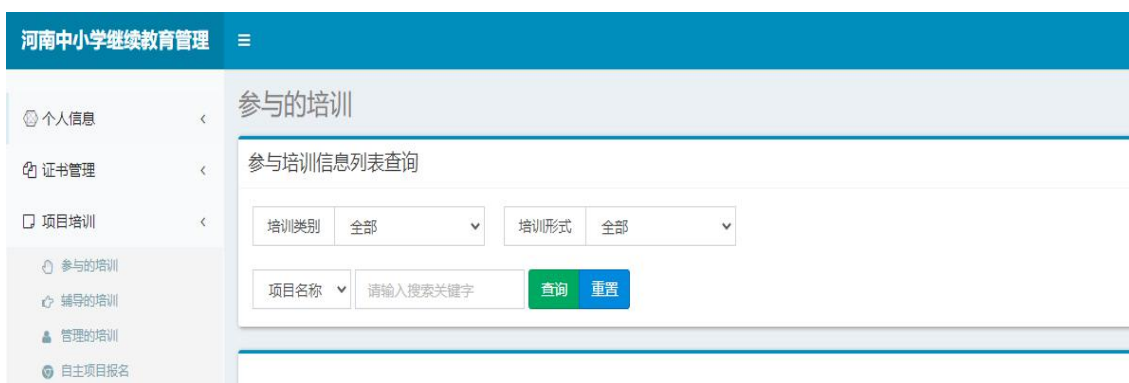 河南中小学继续教育管理
个人信息
证书管理
项目培训
参与的培训
辅导的培训
管理的培训
自主项目报名
参与的培训
参与培训信息列表查询
培训类别 全部 培训形式 全部
项目名称 请输入搜索关键字 查询 重置